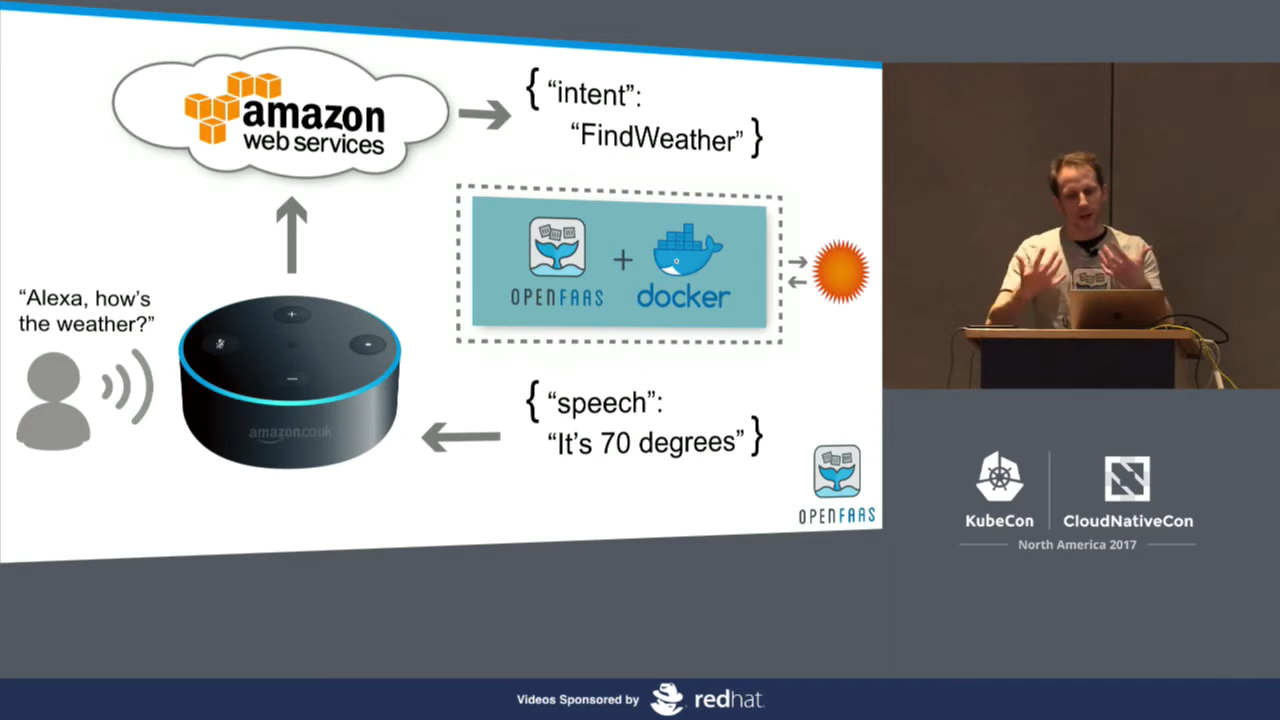 amazon
web services
{ “intent”:
“FindWeather” }
OPENFAAS
+
docker
“Alexa, how’s
the weather?”
amazon.co.uk
{ “speech”:
“It’s 70 degrees” }
OPENFAAS
KubeCon
CloudNativeCon
North America 2017
Videos Sponsored by
redhat